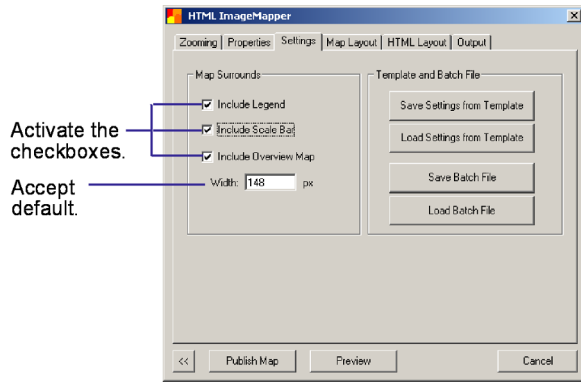 HTML ImageMapper
Zooming Properties Settings Map Layout HTML Layout Output
Map Surrounds
Include Legend
Include Scale Bar
Include Overview Map
Width: 148 px
Template and Batch File
Save Settings from Template
Load Settings from Template
Save Batch File
Load Batch File
Activate the
checkboxes.
Accept
default.
<< Publish Map Preview Cancel